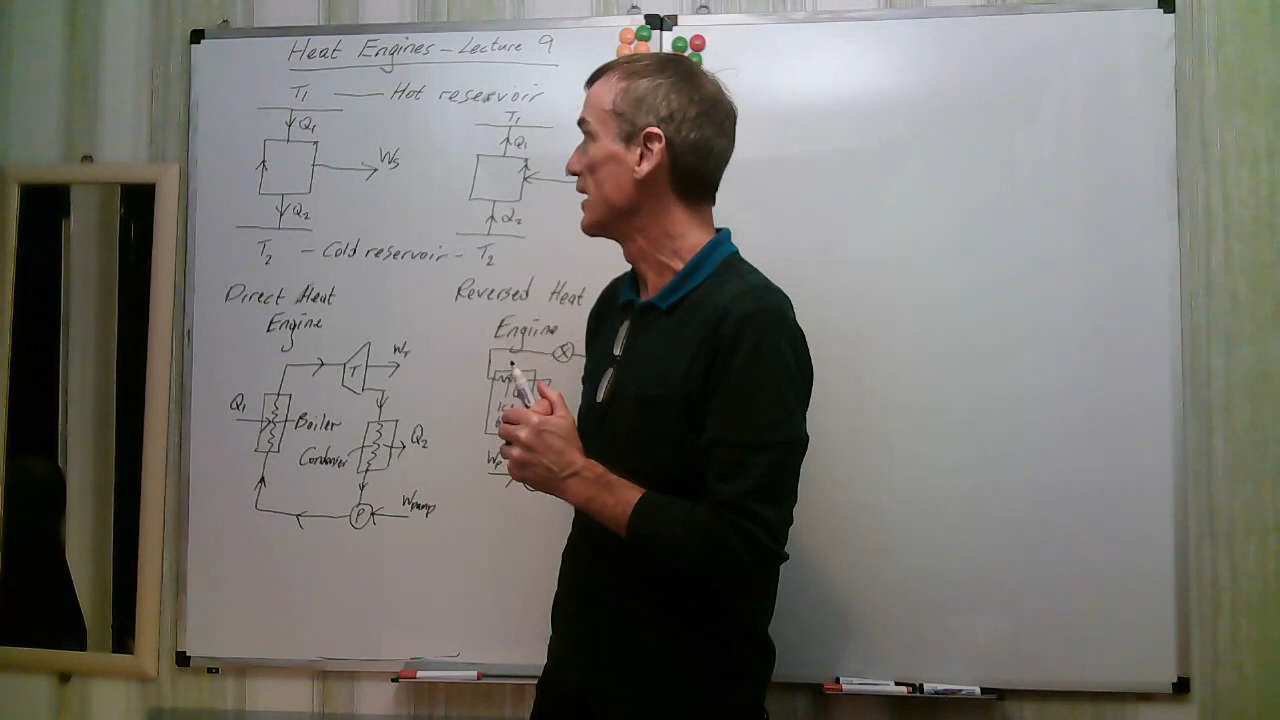 Heat Engines - Lecture 9
T1 — Hot reservoir
Q1
Ws
Q2
T2 - Cold reservoir - T2
T1
Q1
Q2
Direct Heat
Engine
Reversed Heat
Engine
WT
T
Q1
Boiler
Condenser
Q2
P
Wpump